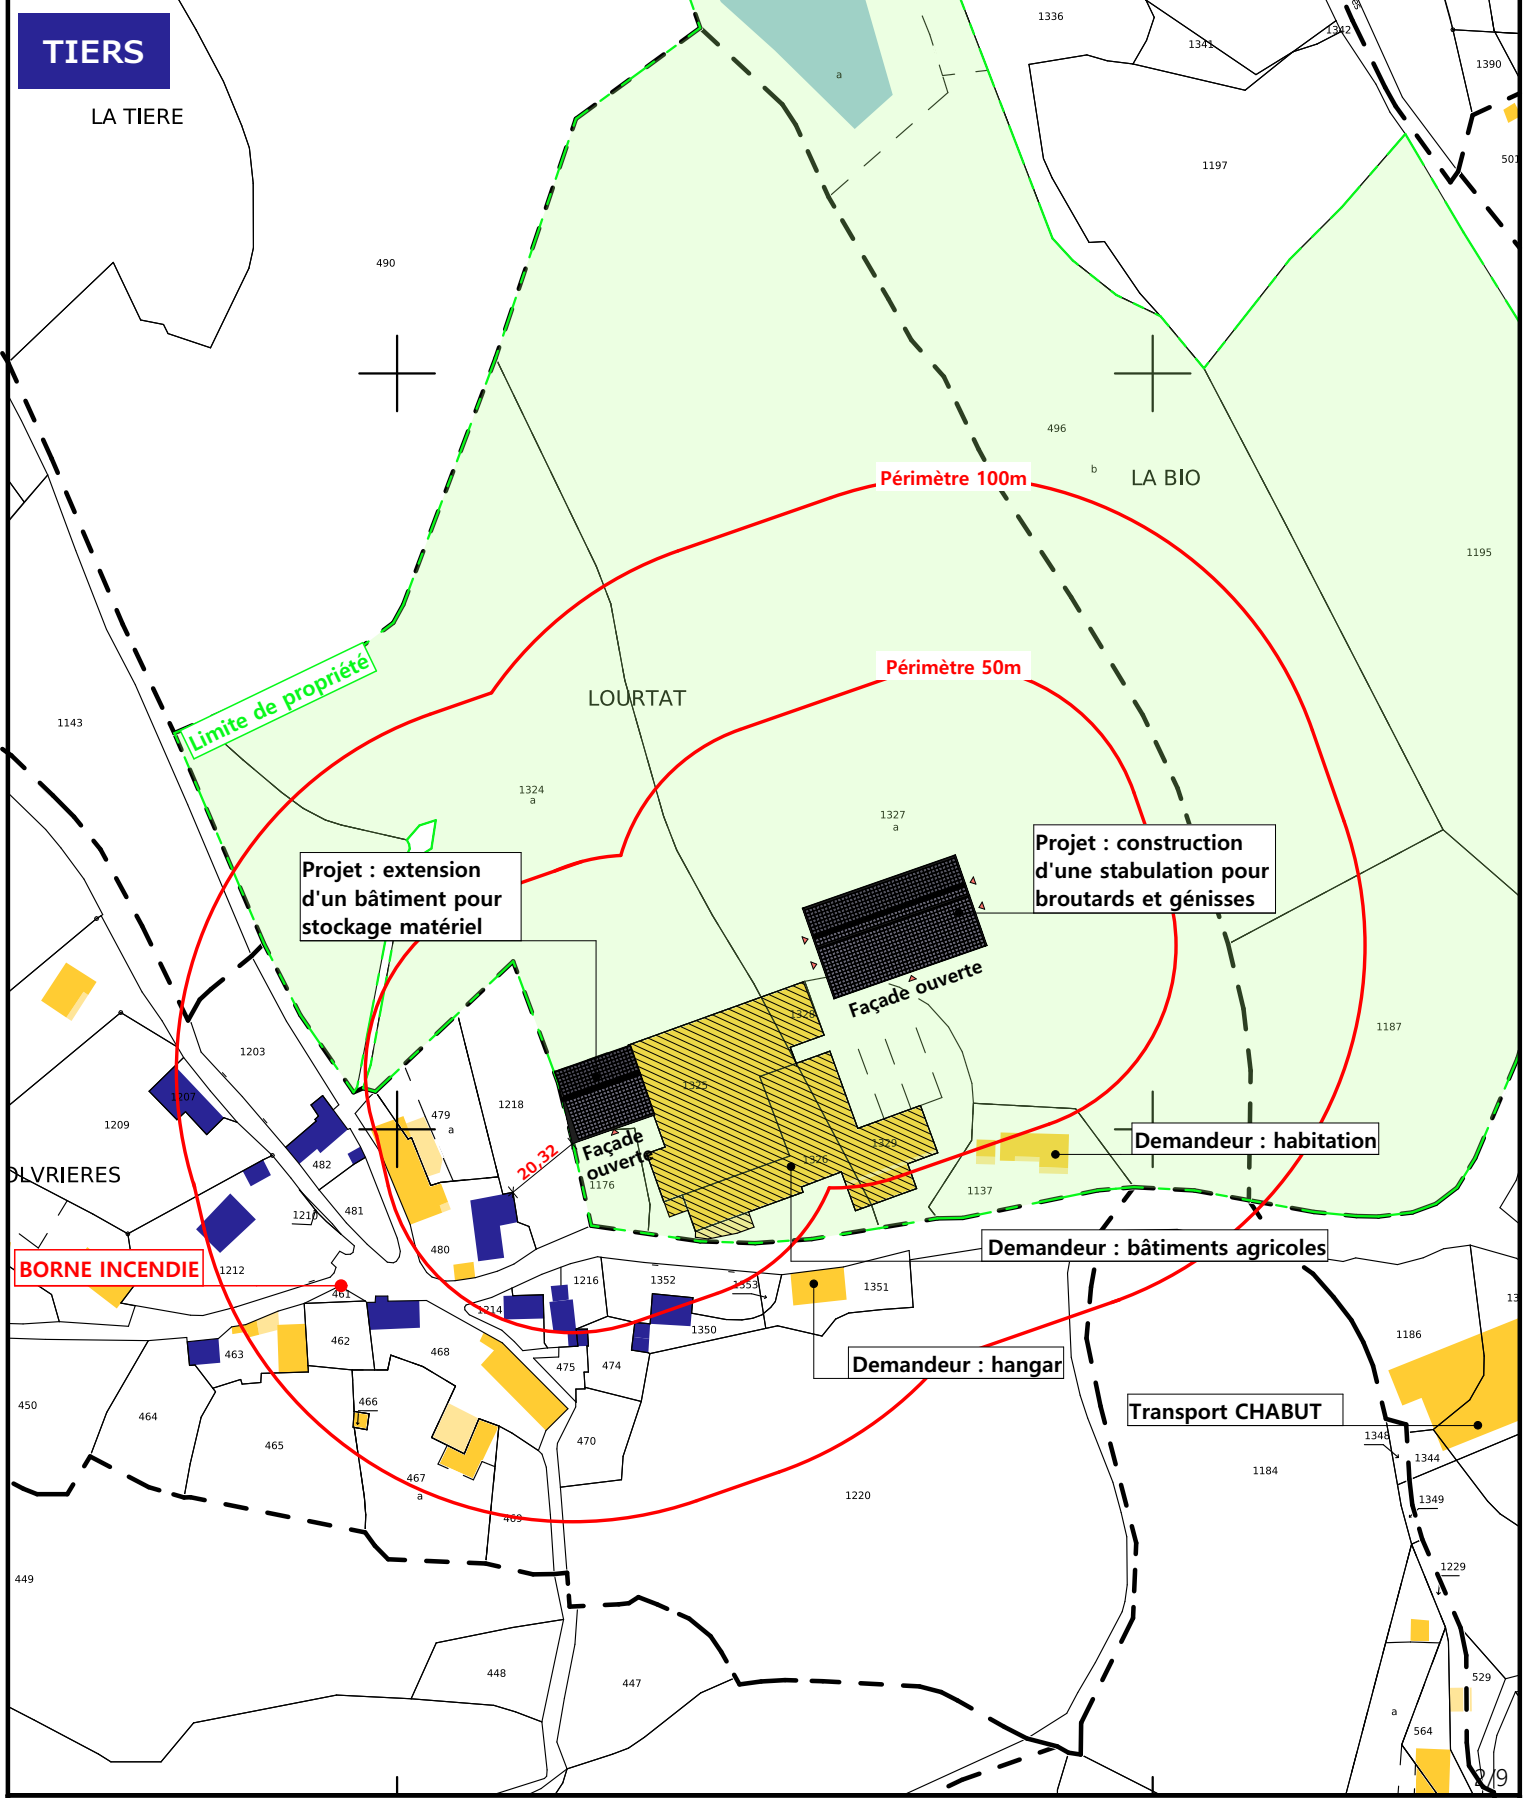 TIERS
LA TIERE
1336
1341
1342
1390
a
1197
501
490
496
b
LA BIO
Périmètre 100m
1195
Périmètre 50m
Limite de propriété
LOURTAT
1143
1324
a
1327
a
Projet : extension
d'un bâtiment pour
stockage matériel
Projet : construction
d'une stabulation pour
broutards et génisses
Façade ouverte
1328
1187
1203
1325
1207
1218
479
a
1209
482
Façade
ouverte
20,32
1329
1326
Demandeur : habitation
OLVRIERES
1176
1137
1210
481
480
Demandeur : bâtiments agricoles
BORNE INCENDIE
1212
461
1216
1352
1353
1351
1214
1350
462
463
468
475
474
Demandeur : hangar
1186
450
464
466
465
470
Transport CHABUT
1348
1344
467
a
469
1220
1184
1349
449
1229
448
447
529
a
564
2/9